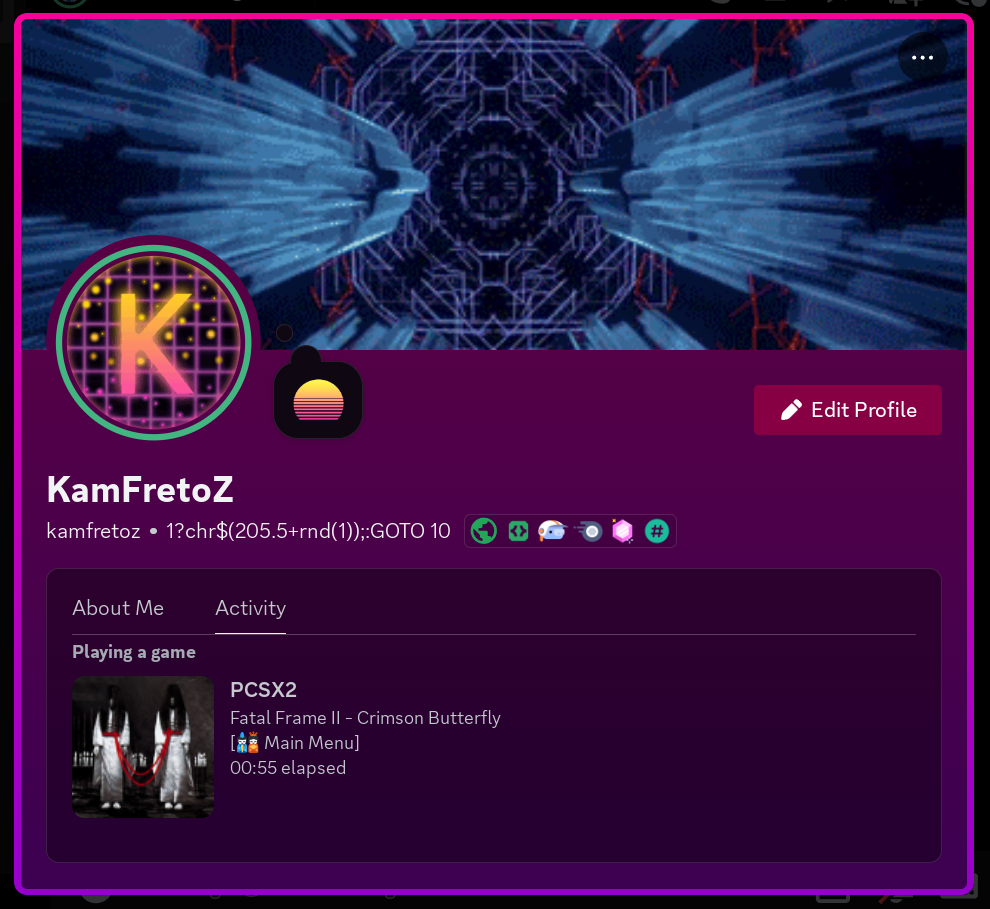 K
Edit Profile
KamFretoZ
kamfretoz • 1?chr$(205.5+rnd(1));:GOTO 10
About Me Activity
Playing a game
PCSX2
Fatal Frame II - Crimson Butterfly
[🎎 Main Menu]
00:55 elapsed